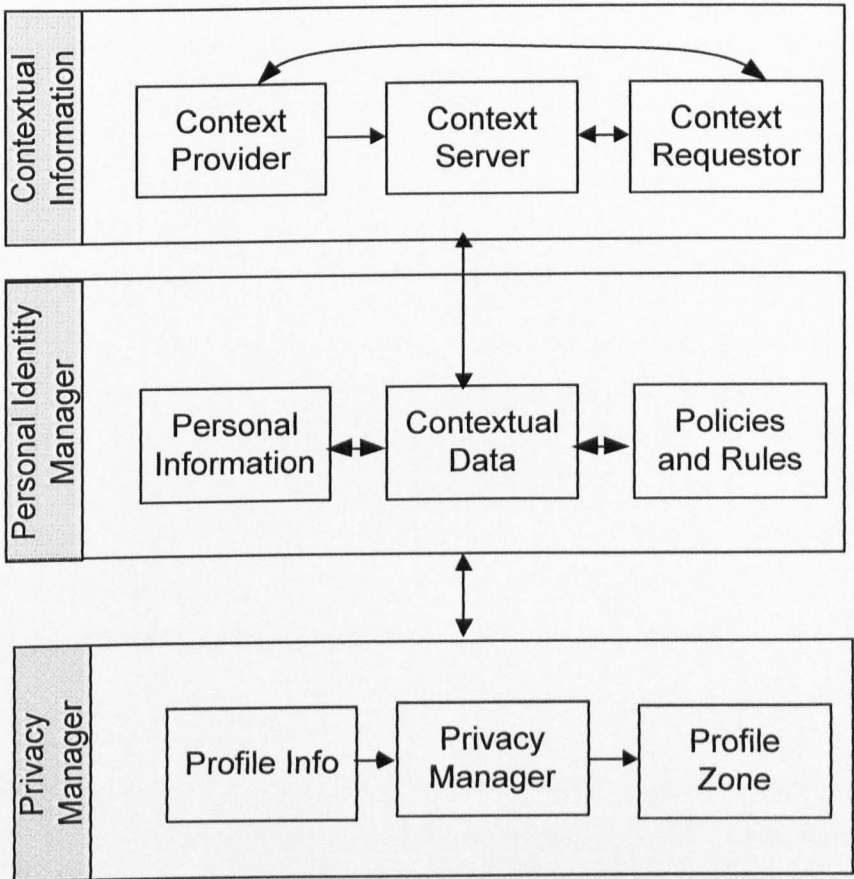 Contextual
Information
Context
Provider
Context
Server
Context
Requestor
Personal Identity
Manager
Personal
Information
Contextual
Data
Policies
and Rules
Privacy
Manager
Profile Info
Privacy
Manager
Profile
Zone